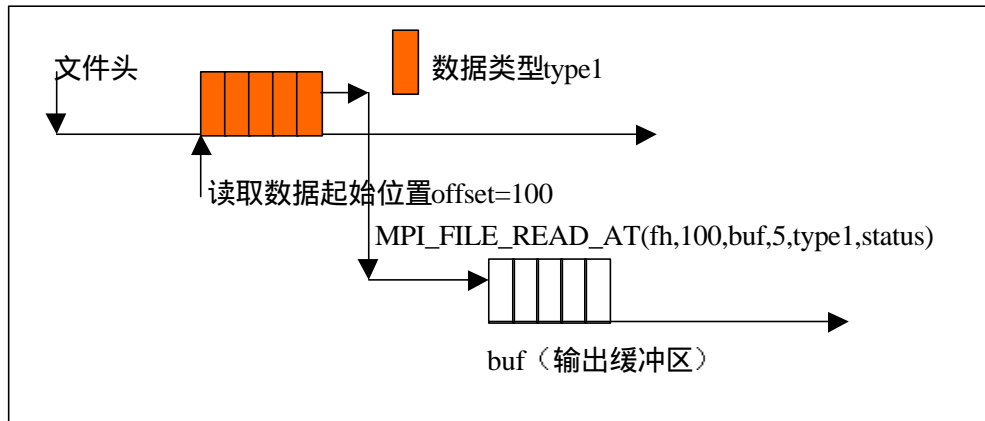 文件头
数据类型type1
读取数据起始位置offset=100
MPI_FILE_READ_AT(fh,100,buf,5,type1,status)
buf（输出缓冲区）